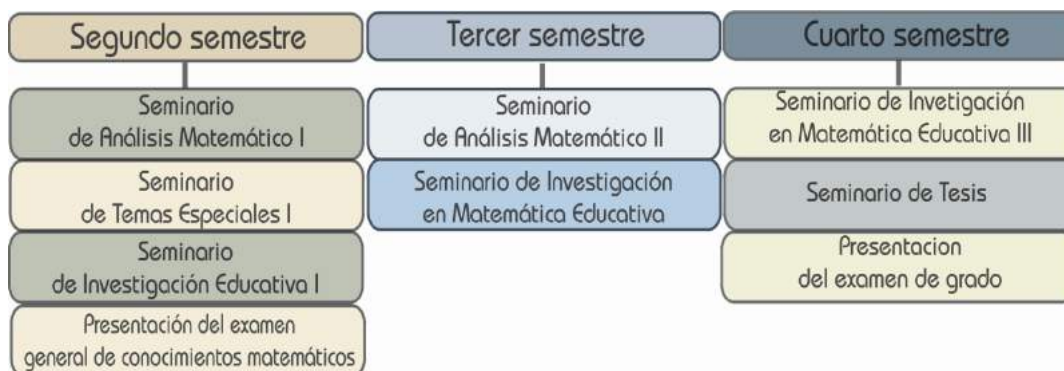 Segundo semestre
Seminario
de Análisis Matemático I
Seminario
de Temas Especiales I
Seminario
de Investigación Educativa I
Presentación del examen
general de conocimientos matemáticos
Tercer semestre
Seminario
de Análisis Matemático II
Seminario de Investigación
en Matemática Educativa
Cuarto semestre
Seminario de Invetigación
en Matemática Educativa III
Seminario de Tesis
Presentacion
del examen de grado